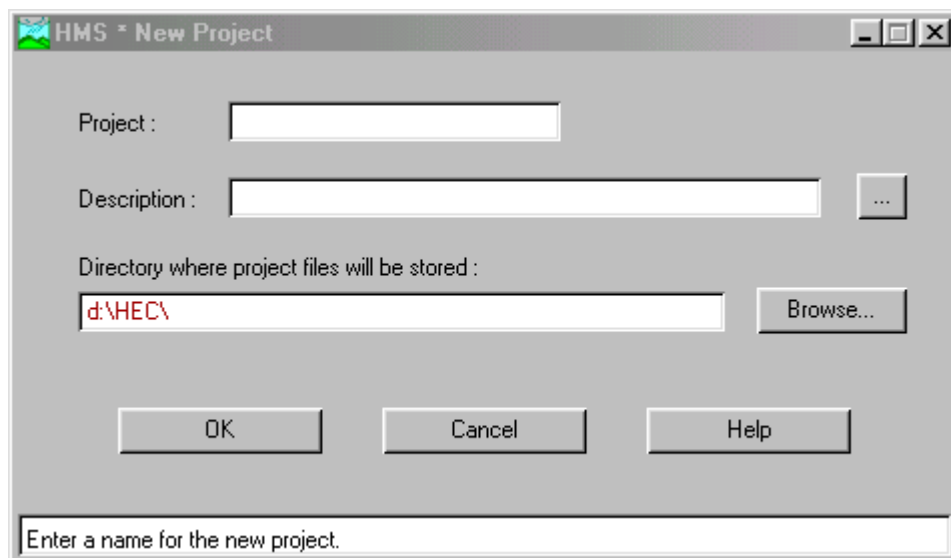 HMS * New Project
Project :
Description :
...
Directory where project files will be stored :
d:\HEC\
Browse...
OK
Cancel
Help
Enter a name for the new project.